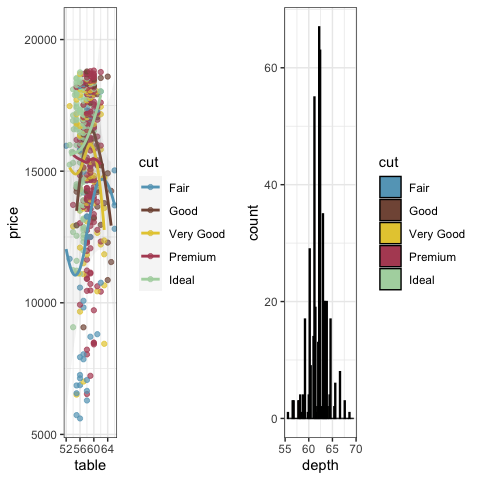 20000
15000
10000
5000
price
52566064
table
cut
Fair
Good
Very Good
Premium
Ideal
60
40
20
0
count
55 60 65 70
depth
cut
Fair
Good
Very Good
Premium
Ideal